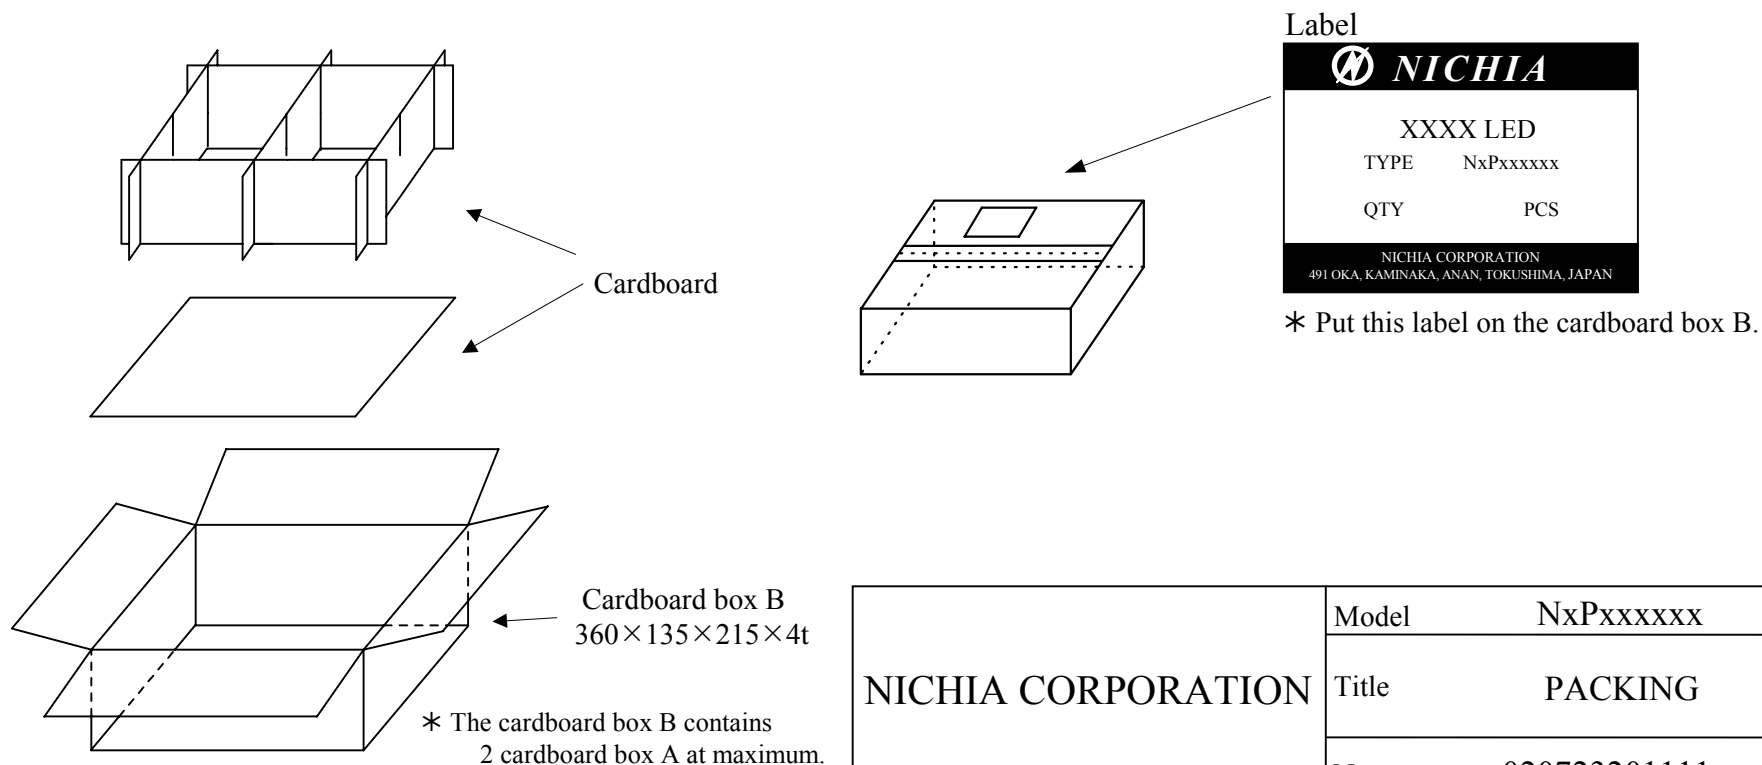 Label
NICHIA
XXXX LED
TYPE NxPxxxxxx
QTY PCS
NICHIA CORPORATION
491 OKA, KAMINAKA, ANAN, TOKUSHIMA, JAPAN
＊ Put this label on the cardboard box B.
Cardboard
Cardboard box B
360×135×215×4t
＊ The cardboard box B contains
2 cardboard box A at maximum.
NICHIA CORPORATION
Model NxPxxxxxx
Title PACKING
020723201111